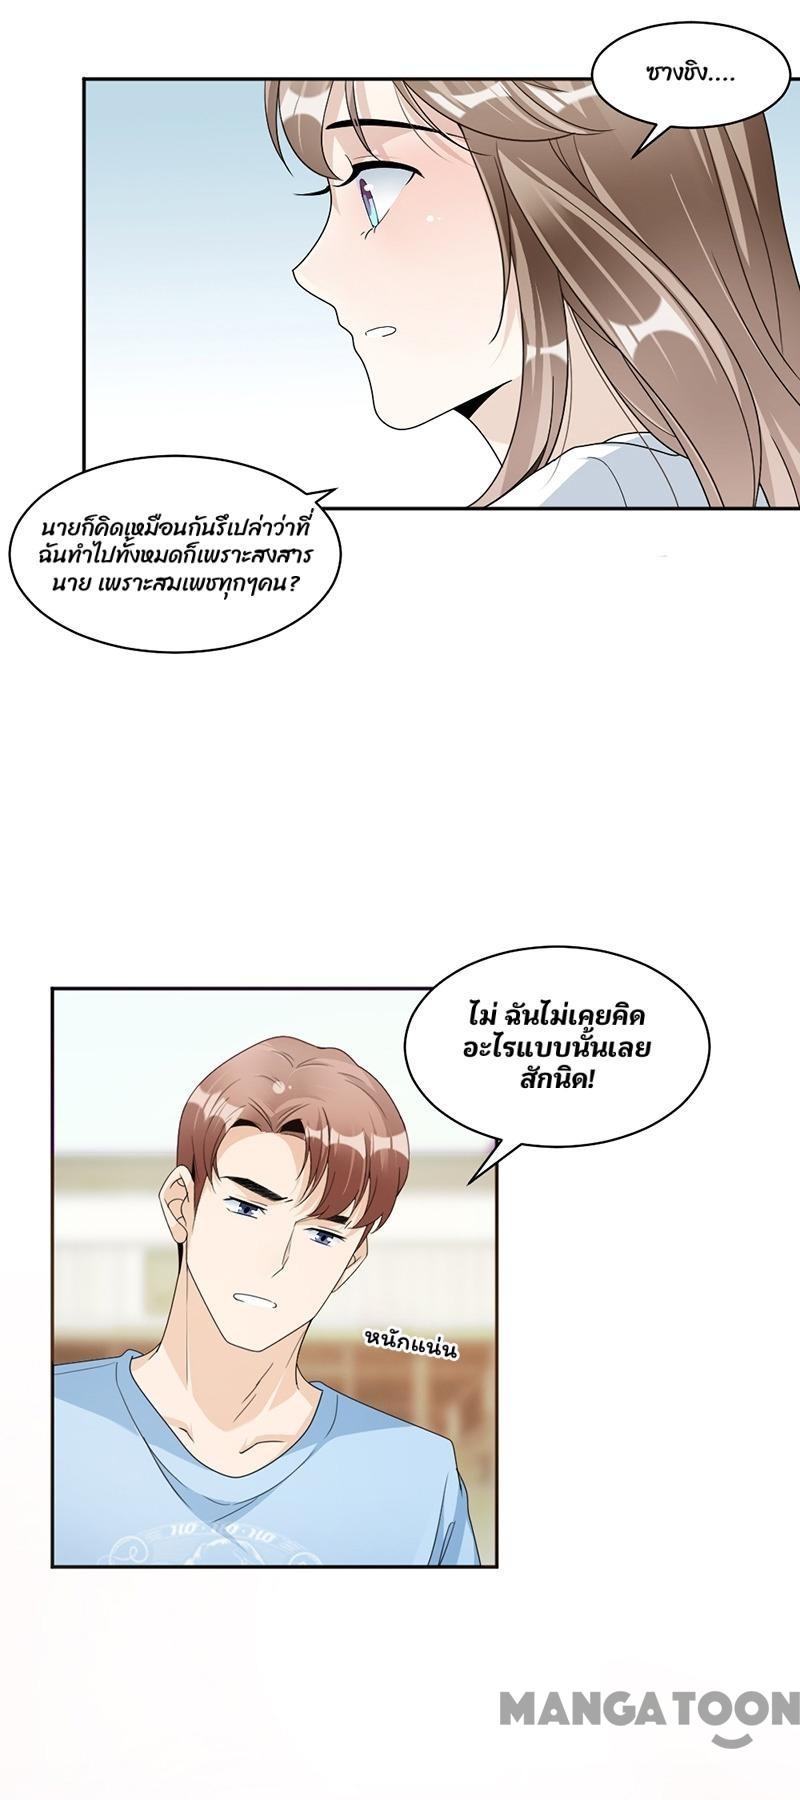 ซางชิง....
นายก็คิดเหมือนกันรึเปล่าว่าที่
ฉันทำไปทั้งหมดก็เพราะสงสาร
นาย เพราะสมเพชทุกๆคน?
ไม่ ฉันไม่เคยคิด
อะไรแบบนั้นเลย
สักนิด!
หนักแน่น
NO·NO·NO
MANGATOON